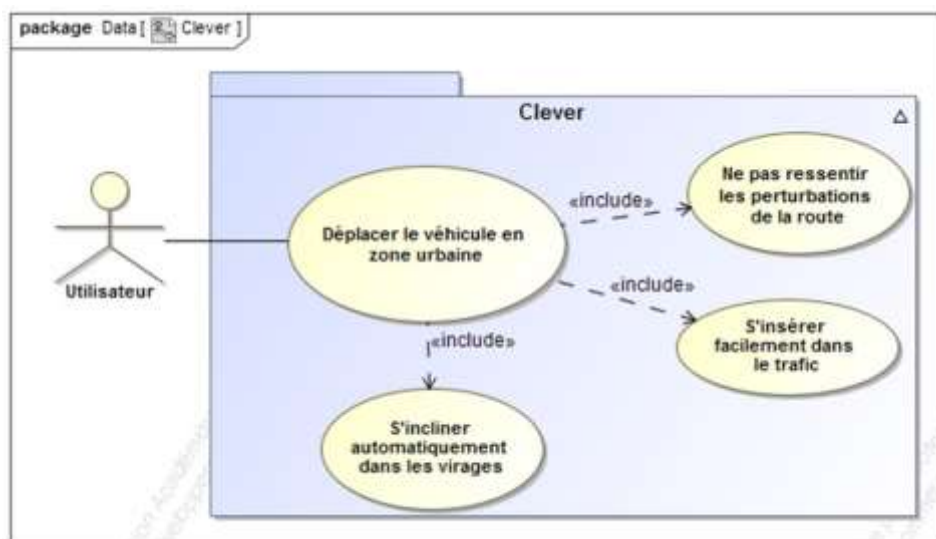 package Data [ Clever ]
Clever
Ne pas ressentir
les perturbations
de la route
«include»
Déplacer le véhicule en
zone urbaine
Utilisateur
«include»
S'insérer
facilement dans
le trafic
«include»
S'incliner
automatiquement
dans les virages